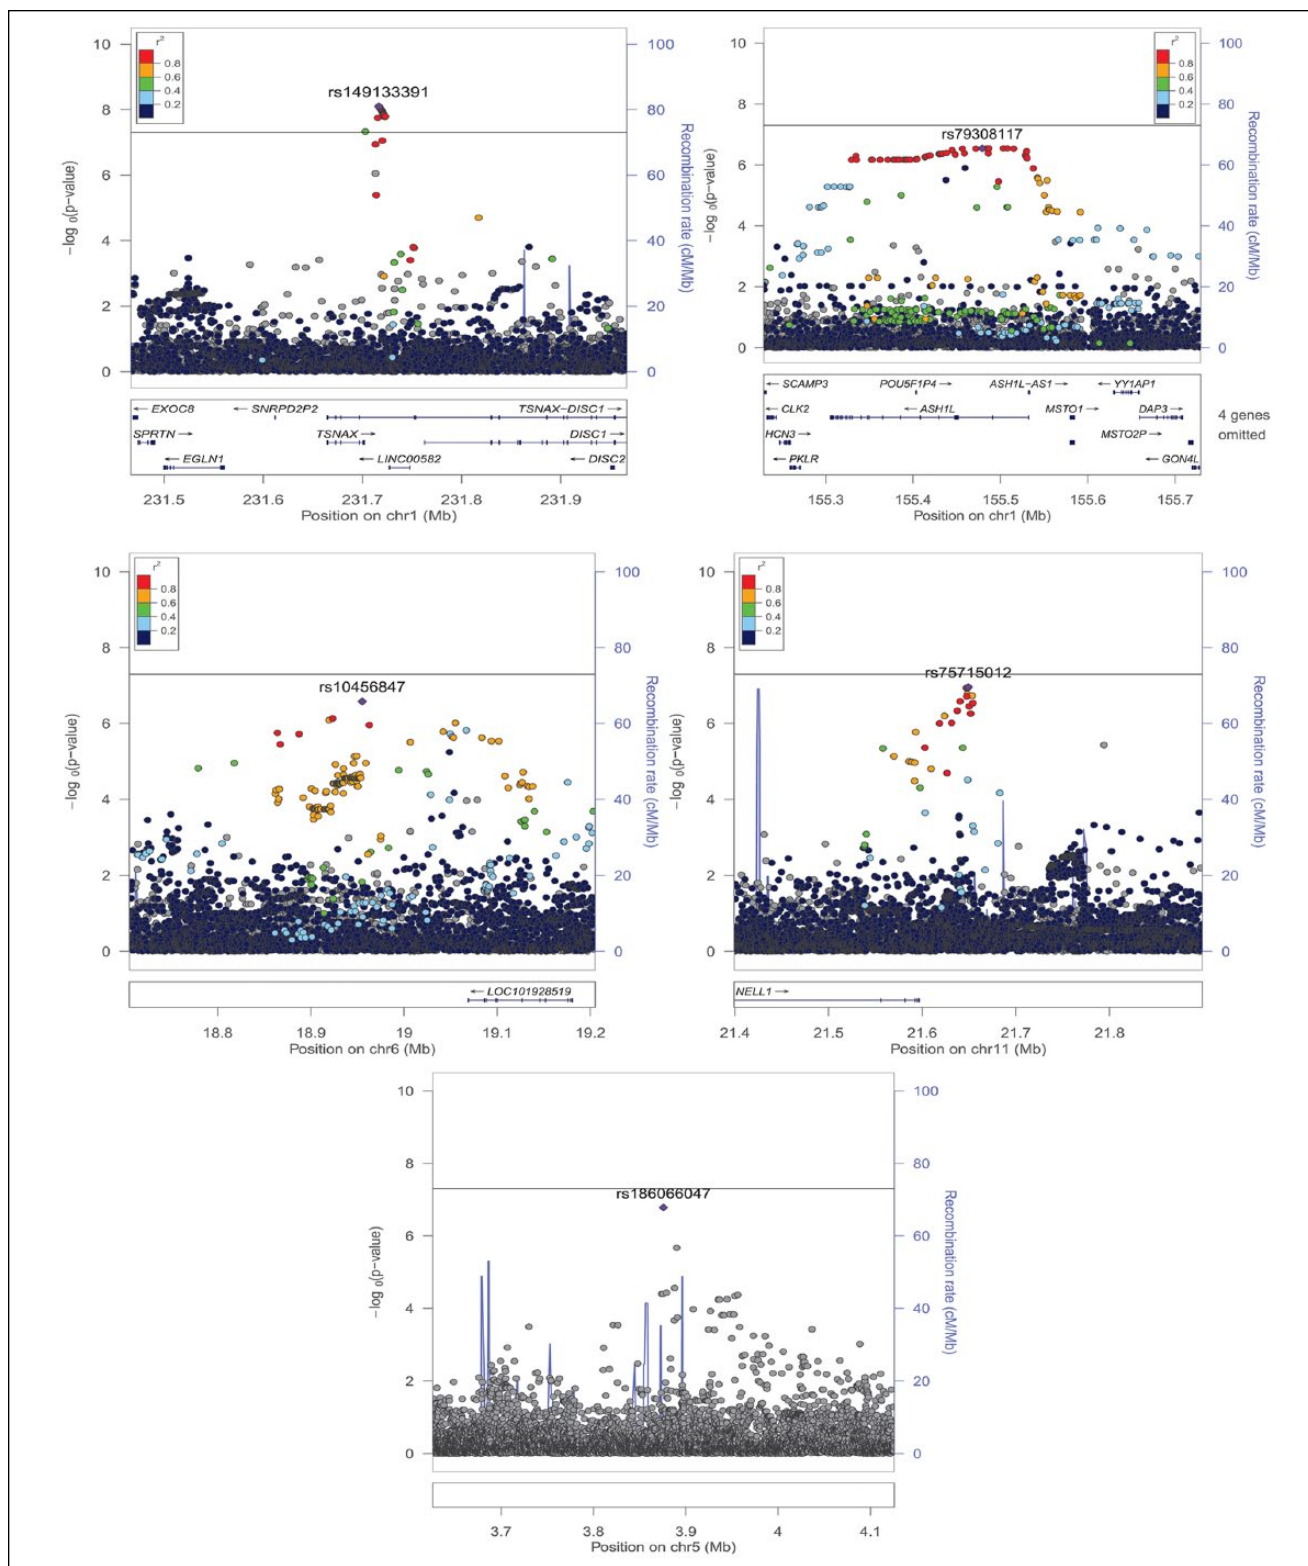 r²
0.8
0.6
0.4
0.2
rs149133391
10
8
6
4
2
0
−log 0(p−value)
100
80
60
40
20
0
Recombination rate (cM/Mb)
EXOC8
SNRPD2P2
TSNAX−DISC1
SPRTN
TSNAX
DISC1
EGLN1
LINC00582
DISC2
231.5 231.6 231.7 231.8 231.9
Position on chr1 (Mb)
r²
0.8
0.6
0.4
0.2
rs79308117
10
8
6
4
2
0
−log 0(p−value)
100
80
60
40
20
0
Recombination rate (cM/Mb)
SCAMP3
POU5F1P4
ASH1L−AS1
YY1AP1
CLK2
ASH1L
MSTO1
DAP3
HCN3
MSTO2P
PKLR
GON4L
4 genes
omitted
155.3 155.4 155.5 155.6 155.7
Position on chr1 (Mb)
r²
0.8
0.6
0.4
0.2
rs10456847
10
8
6
4
2
0
−log 0(p−value)
100
80
60
40
20
0
Recombination rate (cM/Mb)
LOC101928519
18.8 18.9 19 19.1 19.2
Position on chr6 (Mb)
r²
0.8
0.6
0.4
0.2
rs75715012
10
8
6
4
2
0
−log 0(p−value)
100
80
60
40
20
0
Recombination rate (cM/Mb)
NELL1
21.4 21.5 21.6 21.7 21.8
Position on chr11 (Mb)
rs186066047
10
8
6
4
2
0
−log 0(p−value)
100
80
60
40
20
0
Recombination rate (cM/Mb)
3.7 3.8 3.9 4 4.1
Position on chr5 (Mb)